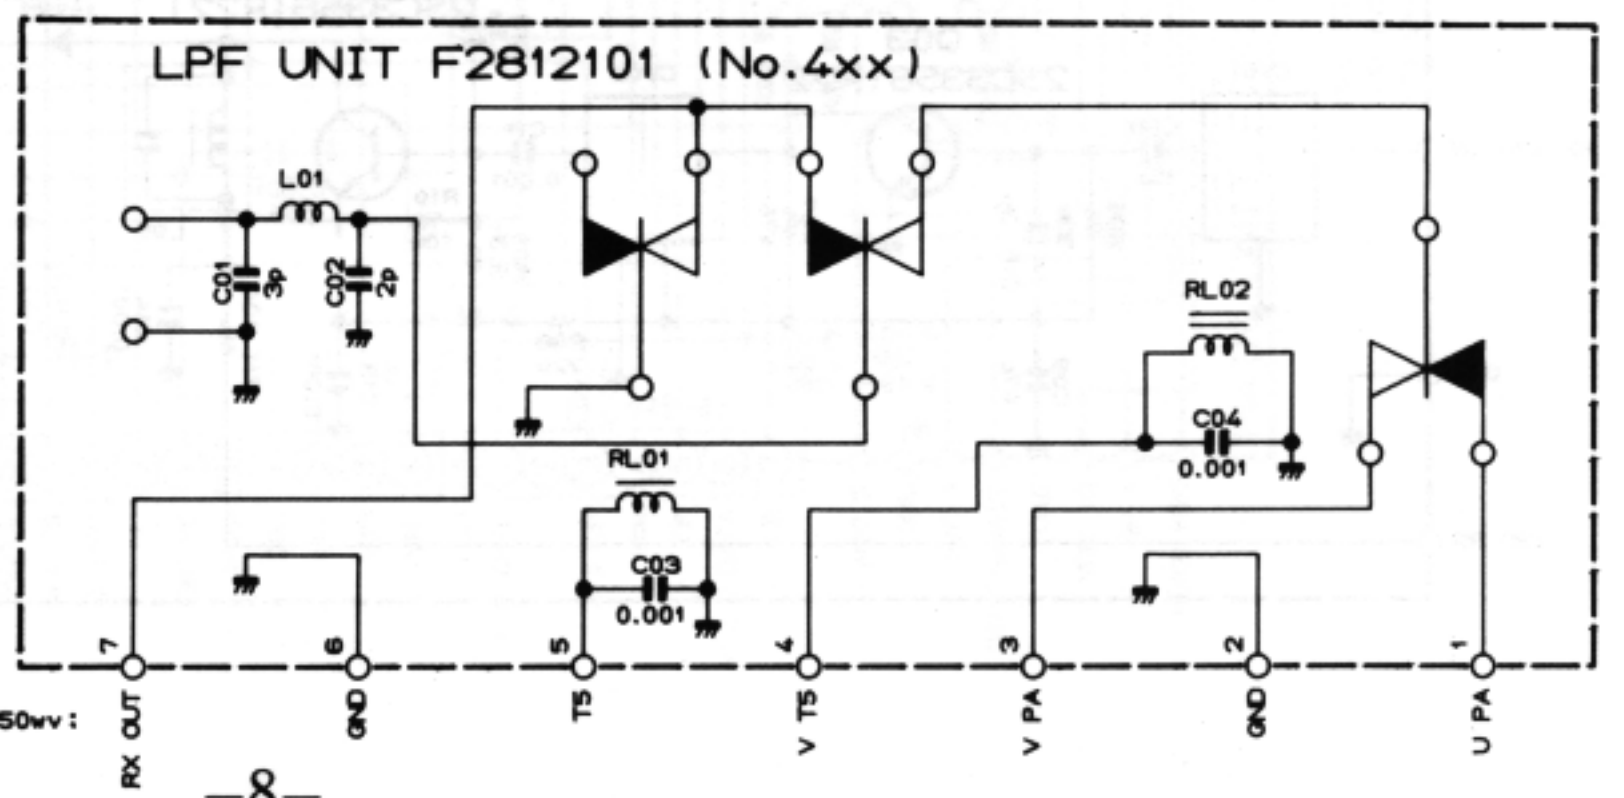 LPF UNIT F2812101 (No.4xx)
L01
C01
3p
C02
2p
RL02
C04
0.001
RL01
C03
0.001
7
6
5
4
3
2
1
50wv:
RX OUT
GND
T5
V T5
V PA
GND
U PA
—8—